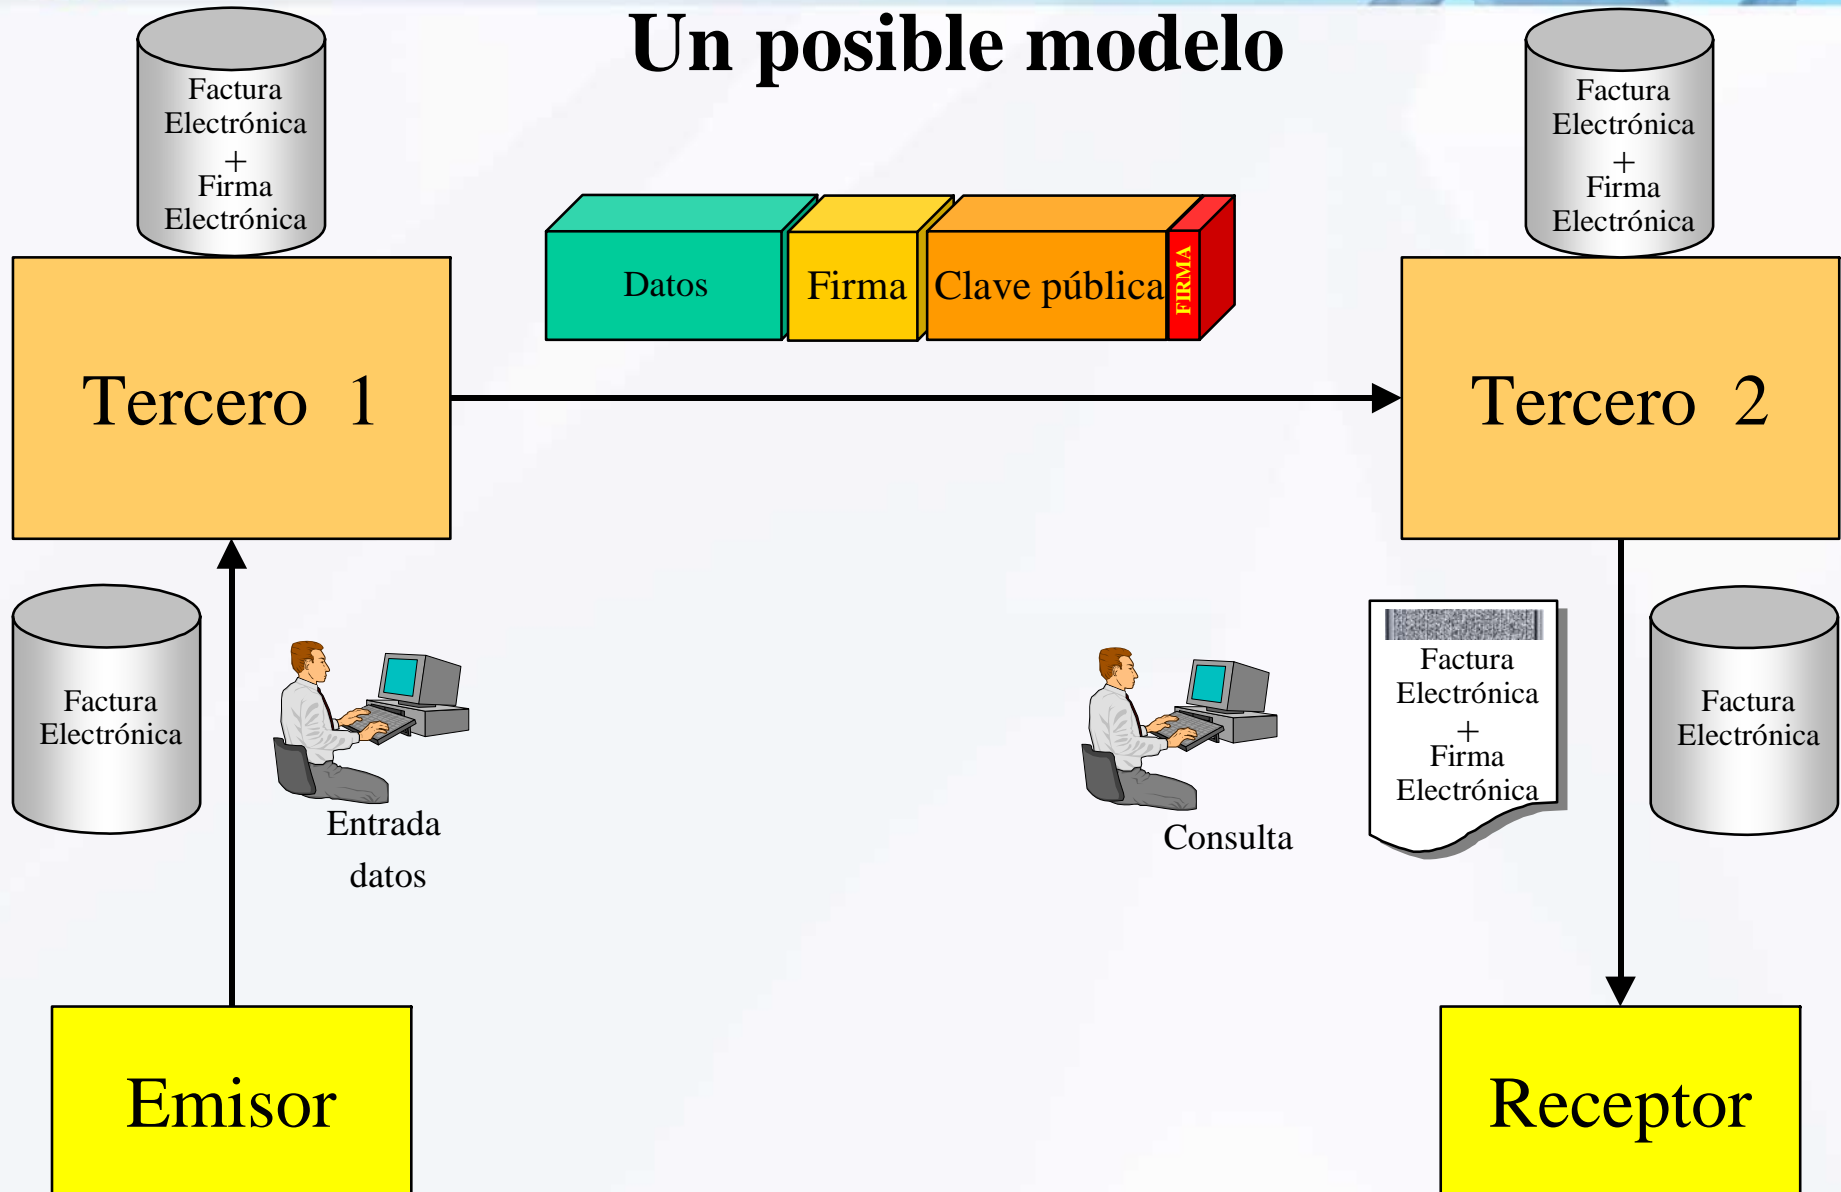 Un posible modelo
Factura
Electrónica
+
Firma
Electrónica
Factura
Electrónica
+
Firma
Electrónica
Datos
Firma
Clave pública
FIRMA
Tercero 1
Tercero 2
Factura
Electrónica
Entrada
datos
Consulta
Factura
Electrónica
+
Firma
Electrónica
Factura
Electrónica
Emisor
Receptor